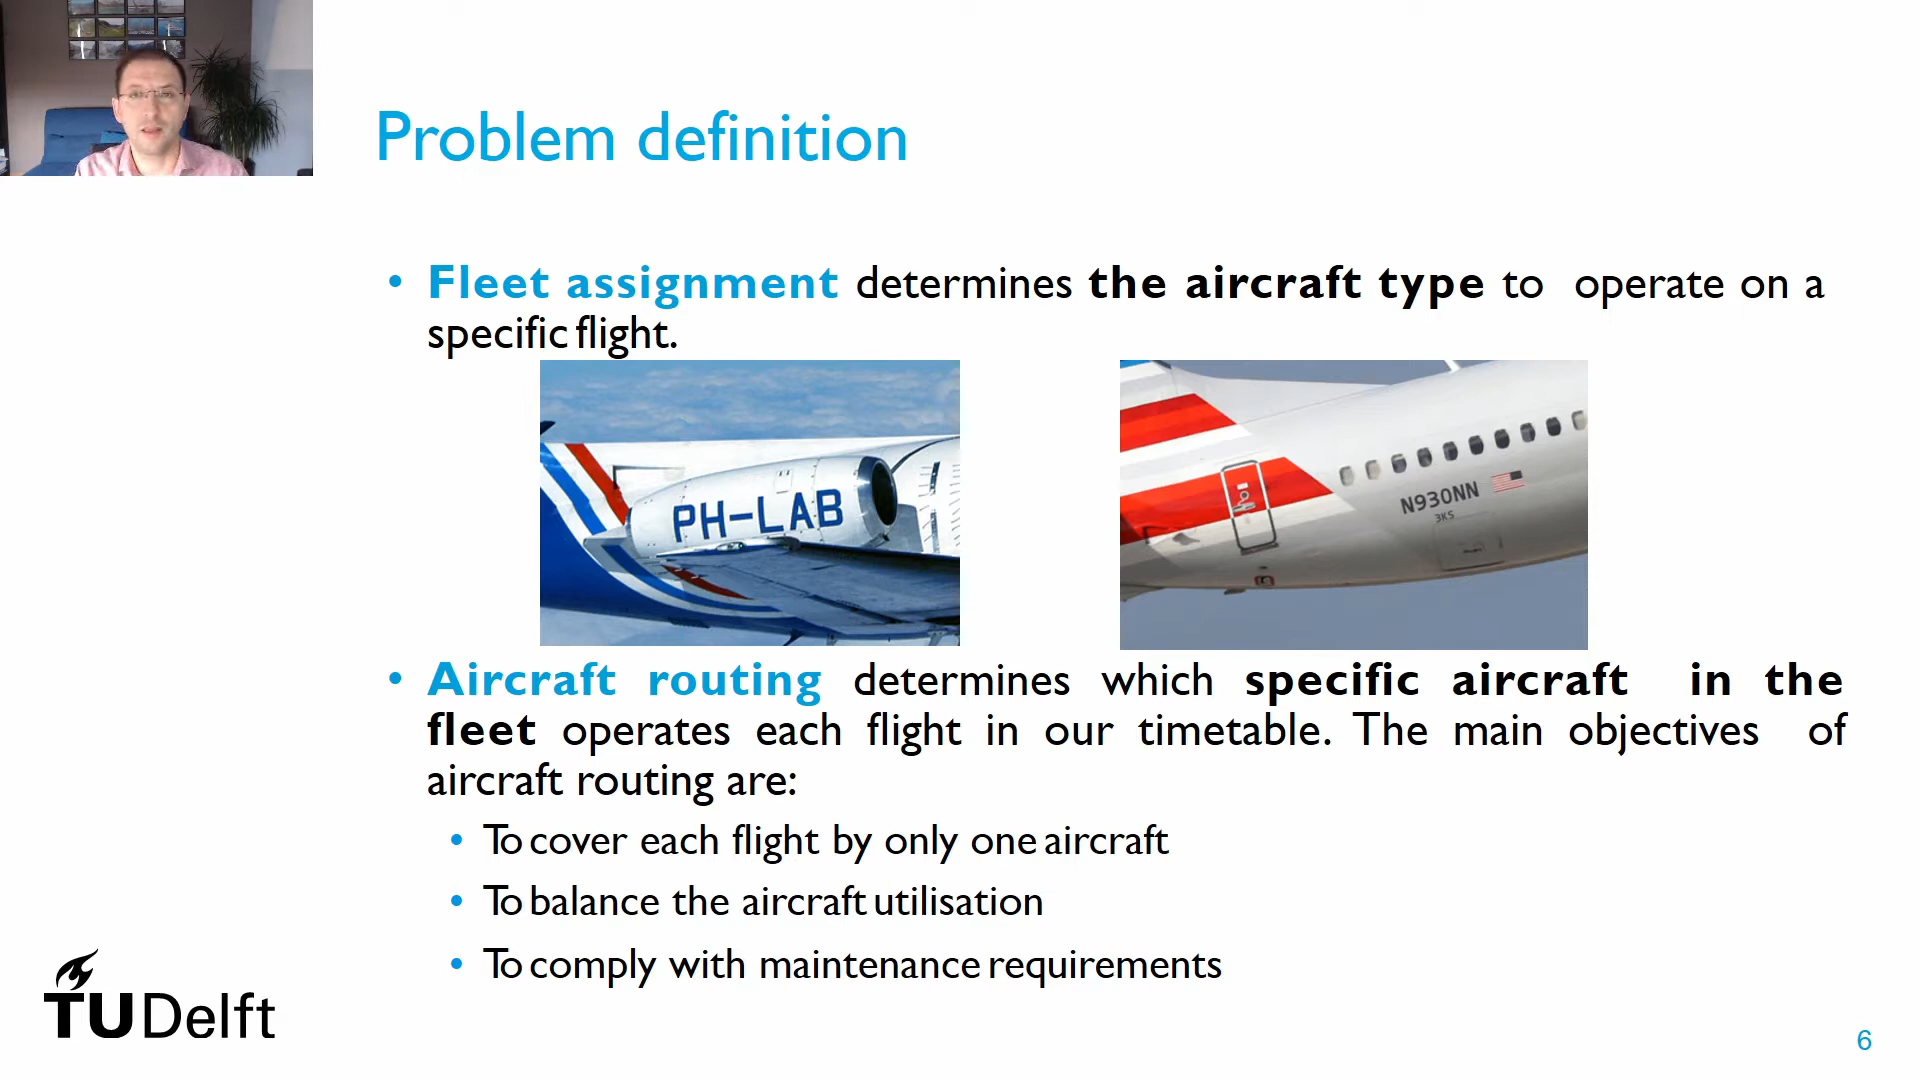 Problem definition
• Fleet assignment determines the aircraft type to operate on a
specific flight.
PH-LAB
N930NN
3KS
• Aircraft routing determines which specific aircraft in the
fleet operates each flight in our timetable. The main objectives of
aircraft routing are:
• To cover each flight by only one aircraft
• To balance the aircraft utilisation
• To comply with maintenance requirements
TUDelft
6